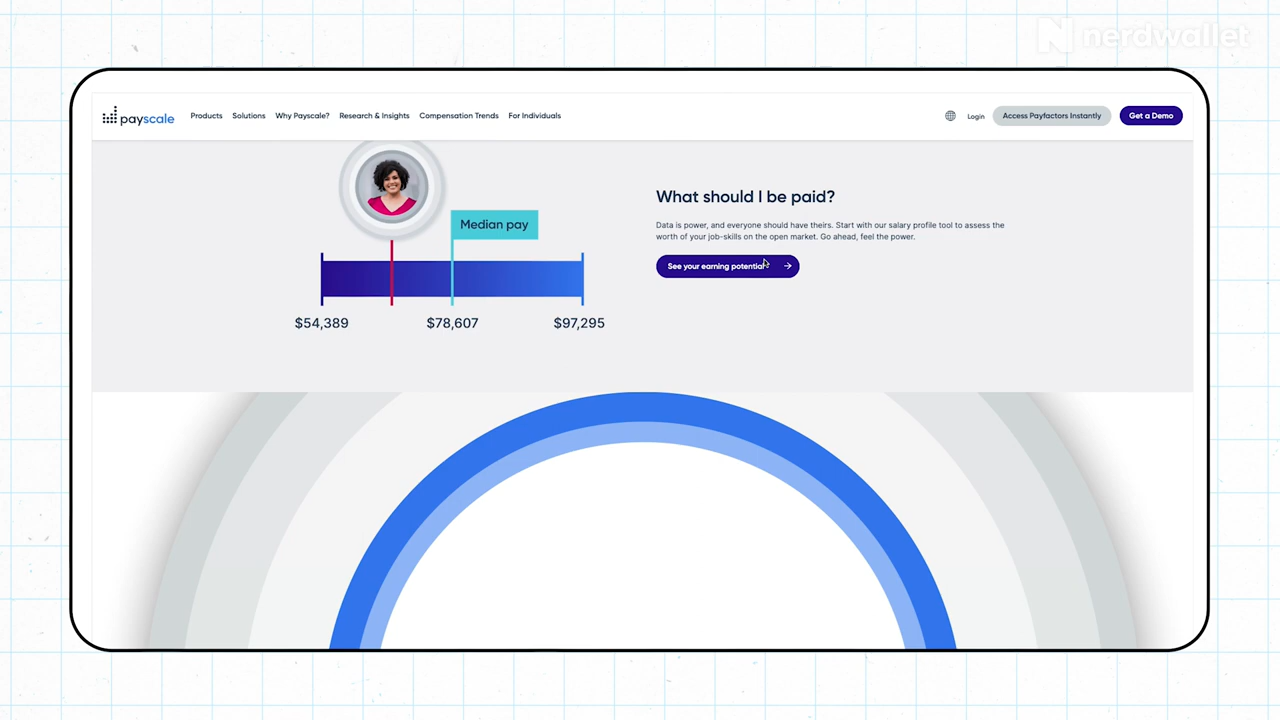 nerdwallet
payscale Products Solutions Why Payscale? Research & Insights Compensation Trends For Individuals Login Access Payfactors Instantly Get a Demo
Median pay
$54,389 $78,607 $97,295
What should I be paid?
Data is power, and everyone should have theirs. Start with our salary profile tool to assess the
worth of your job-skills on the open market. Go ahead, feel the power.
See your earning potential